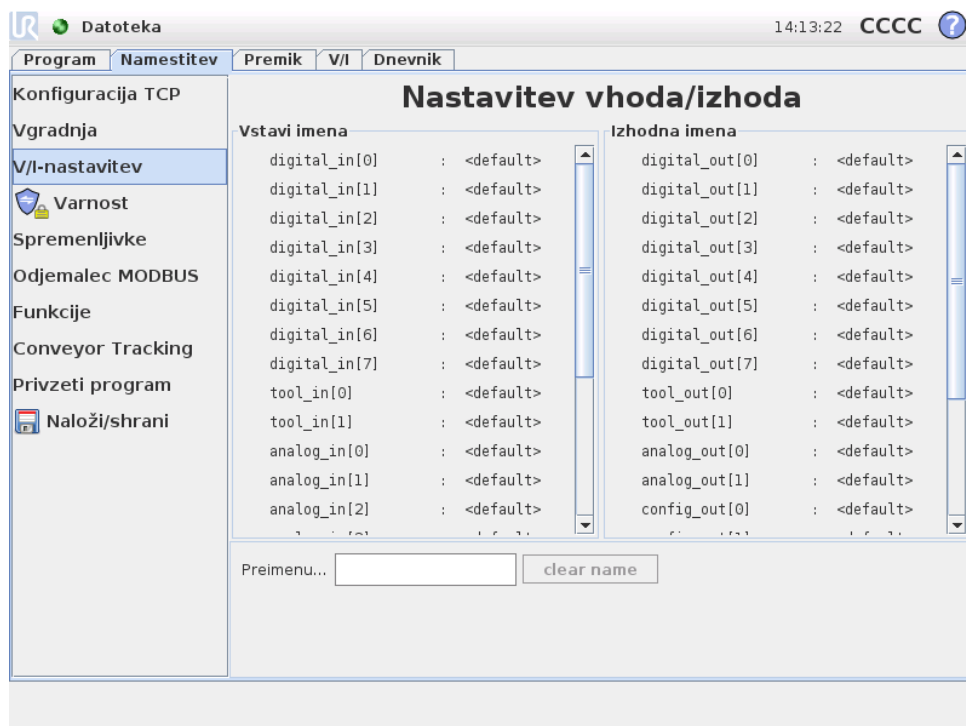 UR Datoteka 14:13:22 CCCC ?
Program Namestitev Premik V/I Dnevnik
Konfiguracija TCP
Vgradnja
V/I-nastavitev
Varnost
Spremenljivke
Odjemalec MODBUS
Funkcije
Conveyor Tracking
Privzeti program
Naloži/shrani
Nastavitev vhoda/izhoda
Vstavi imena
digital_in[0] : <default>
digital_in[1] : <default>
digital_in[2] : <default>
digital_in[3] : <default>
digital_in[4] : <default>
digital_in[5] : <default>
digital_in[6] : <default>
digital_in[7] : <default>
tool_in[0] : <default>
tool_in[1] : <default>
analog_in[0] : <default>
analog_in[1] : <default>
analog_in[2] : <default>
Izhodna imena
digital_out[0] : <default>
digital_out[1] : <default>
digital_out[2] : <default>
digital_out[3] : <default>
digital_out[4] : <default>
digital_out[5] : <default>
digital_out[6] : <default>
digital_out[7] : <default>
tool_out[0] : <default>
tool_out[1] : <default>
analog_out[0] : <default>
analog_out[1] : <default>
config_out[0] : <default>
Preimenu... clear name